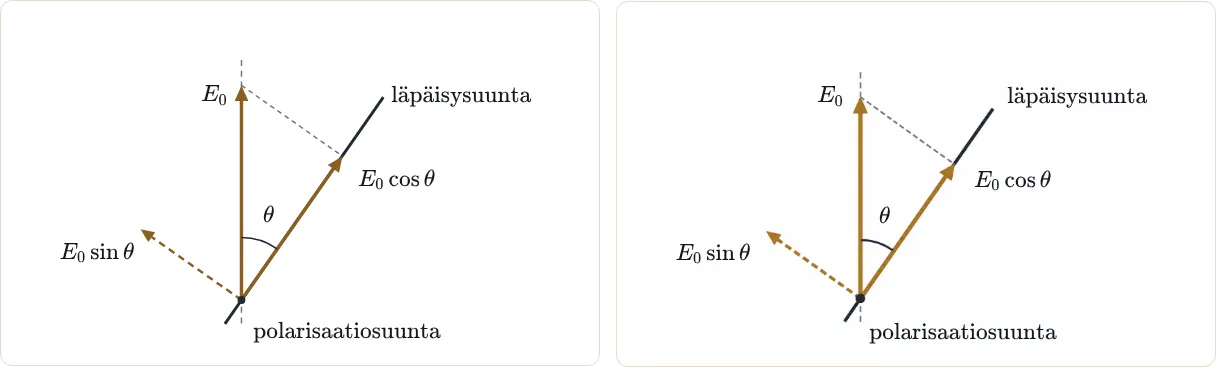 E₀
läpäisysuunta
E₀ cos θ
θ
E₀ sin θ
polarisaatiosuunta
E₀
läpäisysuunta
E₀ cos θ
θ
E₀ sin θ
polarisaatiosuunta